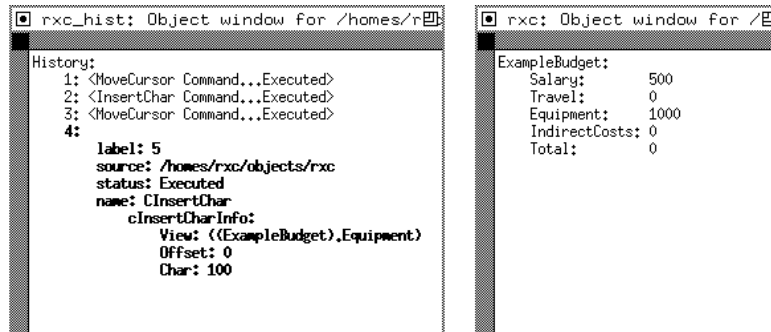 rxc_hist: Object window for /homes/r
History:
1: <MoveCursor Command...Executed>
2: <InsertChar Command...Executed>
3: <MoveCursor Command...Executed>
4:
label: 5
source: /homes/rxc/objects/rxc
status: Executed
name: CInsertChar
cInsertCharInfo:
View: ((ExampleBudget).Equipment)
Offset: 0
Char: 100
rxc: Object window for /
ExampleBudget:
Salary: 500
Travel: 0
Equipment: 1000
IndirectCosts: 0
Total: 0